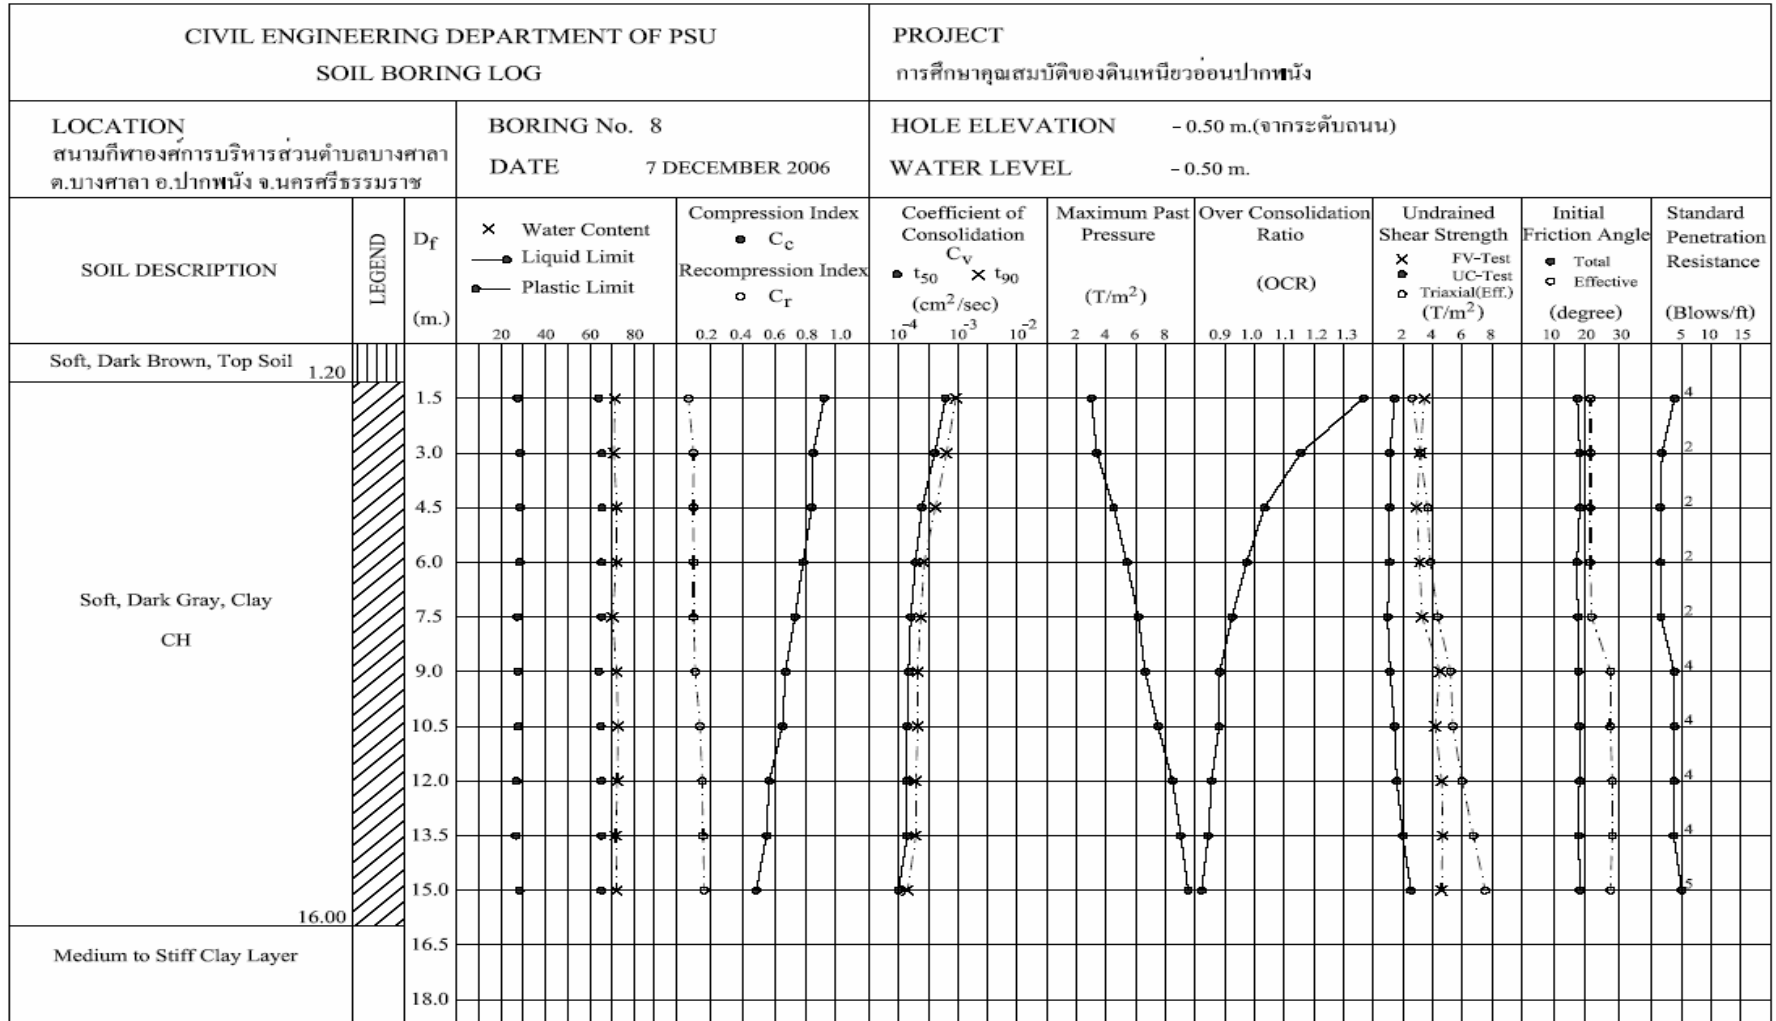 CIVIL ENGINEERING DEPARTMENT OF PSU
SOIL BORING LOG
PROJECT
การศึกษาคุณสมบัติของดินเหนียวอ่อนปากพนัง
LOCATION
สนามกีฬาองค์การบริหารส่วนตำบลบางศาลา
ต.บางศาลา อ.ปากพนัง จ.นครศรีธรรมราช
BORING No. 8
DATE 7 DECEMBER 2006
HOLE ELEVATION - 0.50 m.(จากระดับถนน)
WATER LEVEL - 0.50 m.
SOIL DESCRIPTION
LEGEND
Df
(m.)
Water Content
Liquid Limit
Plastic Limit
20 40 60 80
Compression Index
Cc
Recompression Index
Cr
0.2 0.4 0.6 0.8 1.0
Coefficient of
Consolidation
Cv
t50 t90
(cm2/sec)
10-4 10-3 10-2
Maximum Past
Pressure
(T/m2)
2 4 6 8
Over Consolidation
Ratio
(OCR)
0.9 1.0 1.1 1.2 1.3
Undrained
Shear Strength
FV-Test
UC-Test
Triaxial(Eff.)
(T/m2)
2 4 6 8
Initial
Friction Angle
Total
Effective
(degree)
10 20 30
Standard
Penetration
Resistance
(Blows/ft)
5 10 15
Soft, Dark Brown, Top Soil
1.20
1.5 4
3.0 2
4.5 2
6.0 2
Soft, Dark Gray, Clay
7.5 2
CH
9.0 4
10.5 4
12.0 4
13.5 4
15.0 5
16.00
16.5
Medium to Stiff Clay Layer
18.0